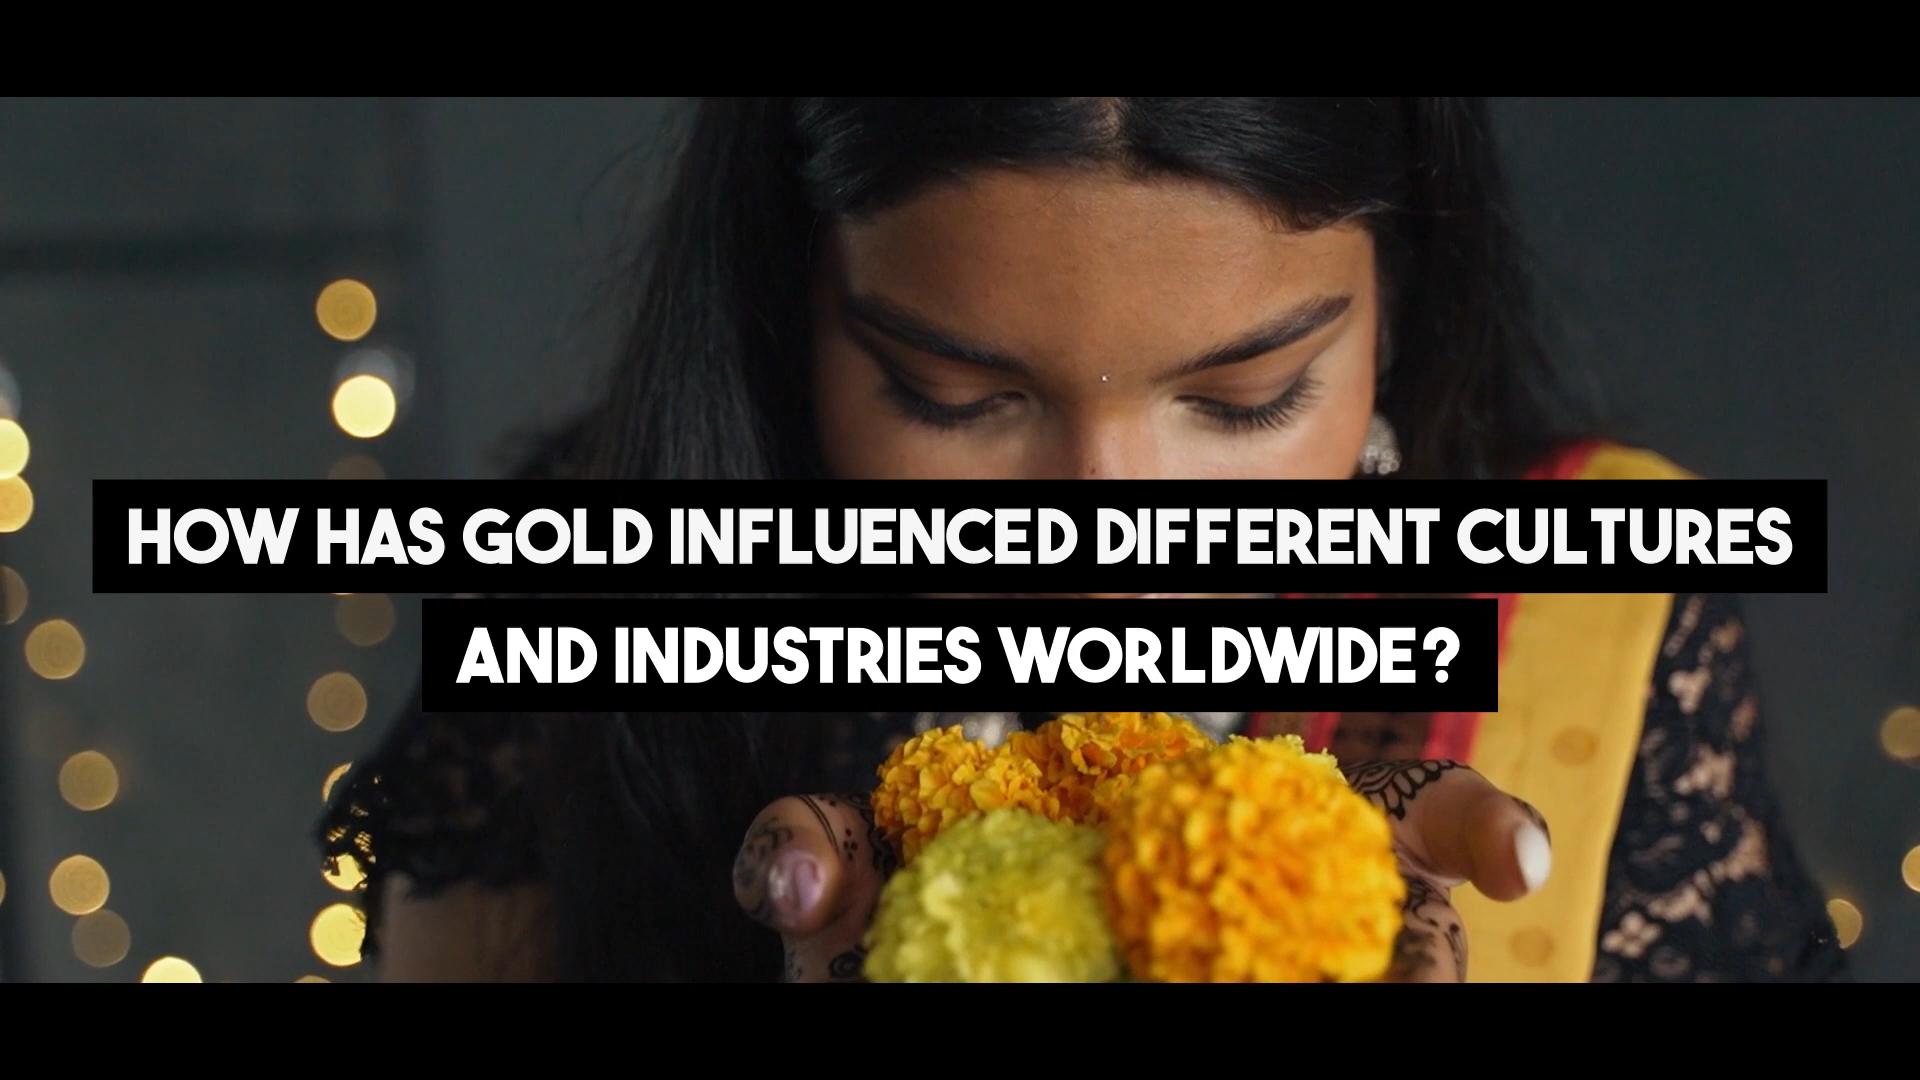 HOW HAS GOLD INFLUENCED DIFFERENT CULTURES
AND INDUSTRIES WORLDWIDE?